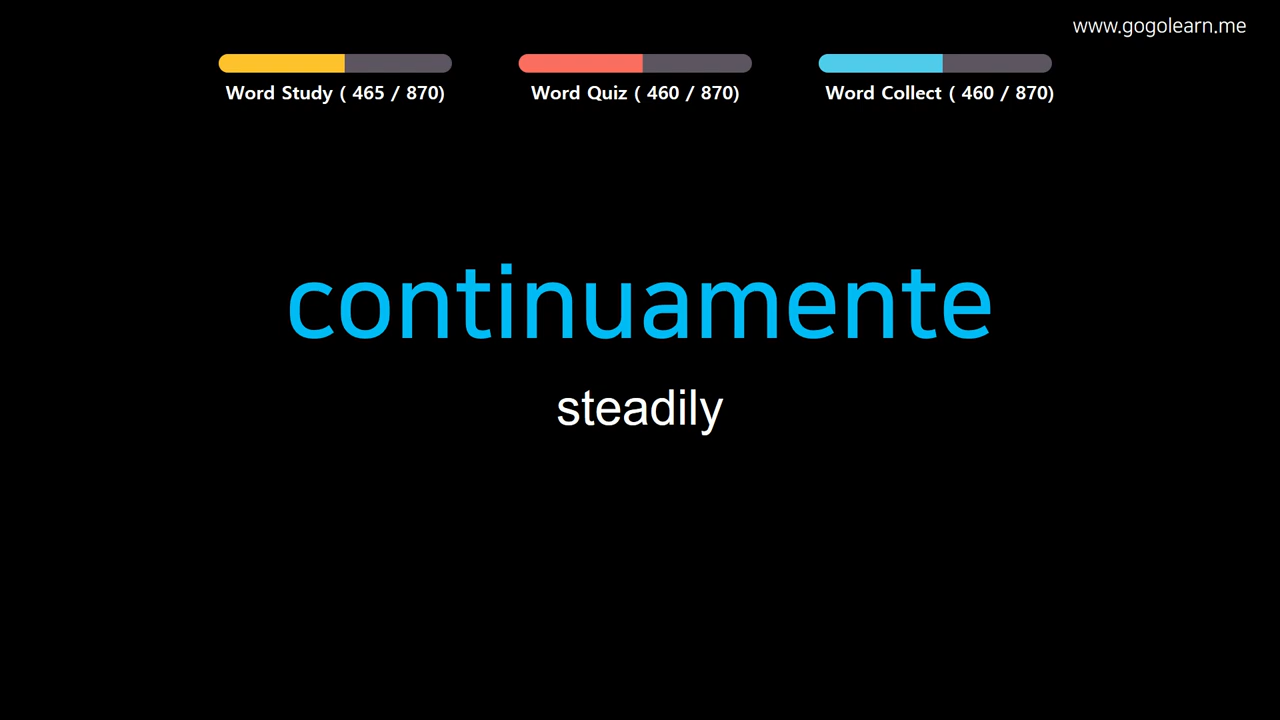 www.gogolearn.me
Word Study ( 465 / 870)
Word Quiz ( 460 / 870)
Word Collect ( 460 / 870)
continuamente
steadily